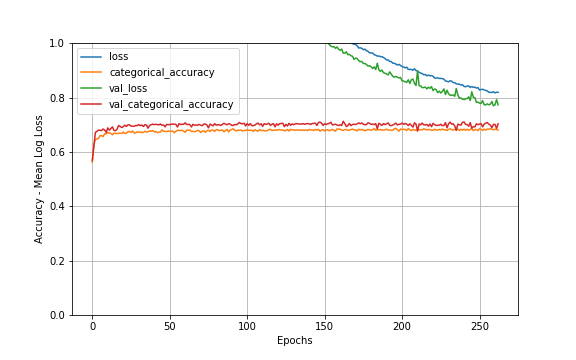 1.0
0.8
0.6
0.4
0.2
0.0
Accuracy - Mean Log Loss
loss
categorical_accuracy
val_loss
val_categorical_accuracy
0
50
100
150
200
250
Epochs